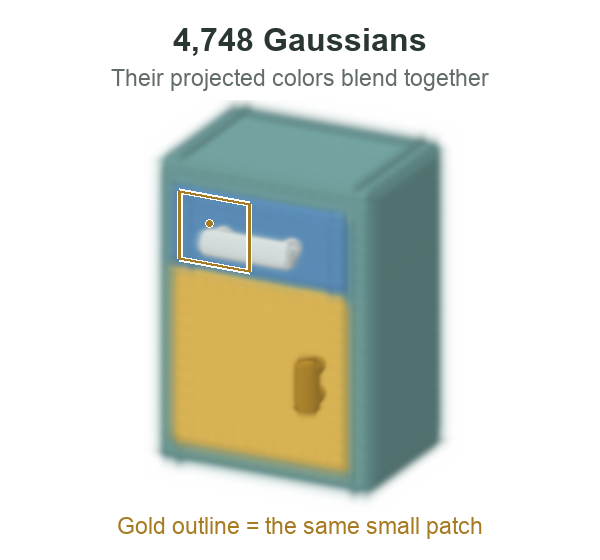 4,748 Gaussians
Their projected colors blend together
Gold outline = the same small patch